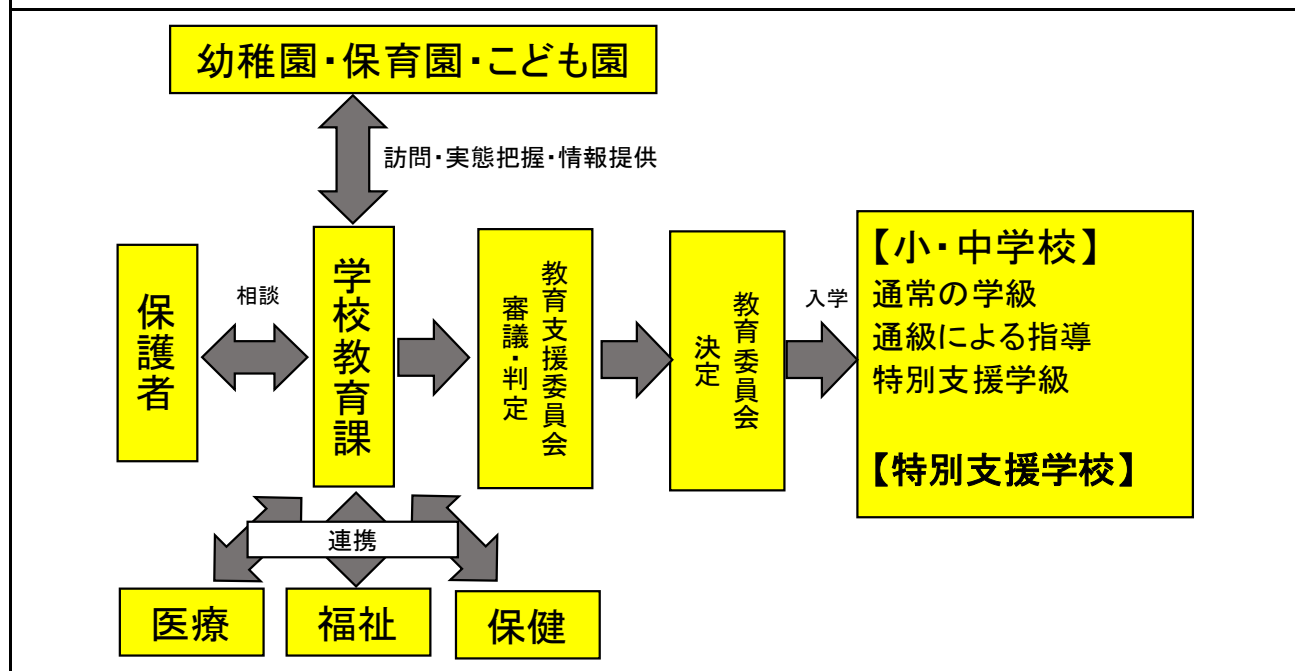 幼稚園・保育園・こども園
訪問・実態把握・情報提供
保護者
相談
学校教育課
教育支援委員会
審議・判定
教育委員会
決定
入学
【小・中学校】
通常の学級
通級による指導
特別支援学級
【特別支援学校】
連携
医療
福祉
保健